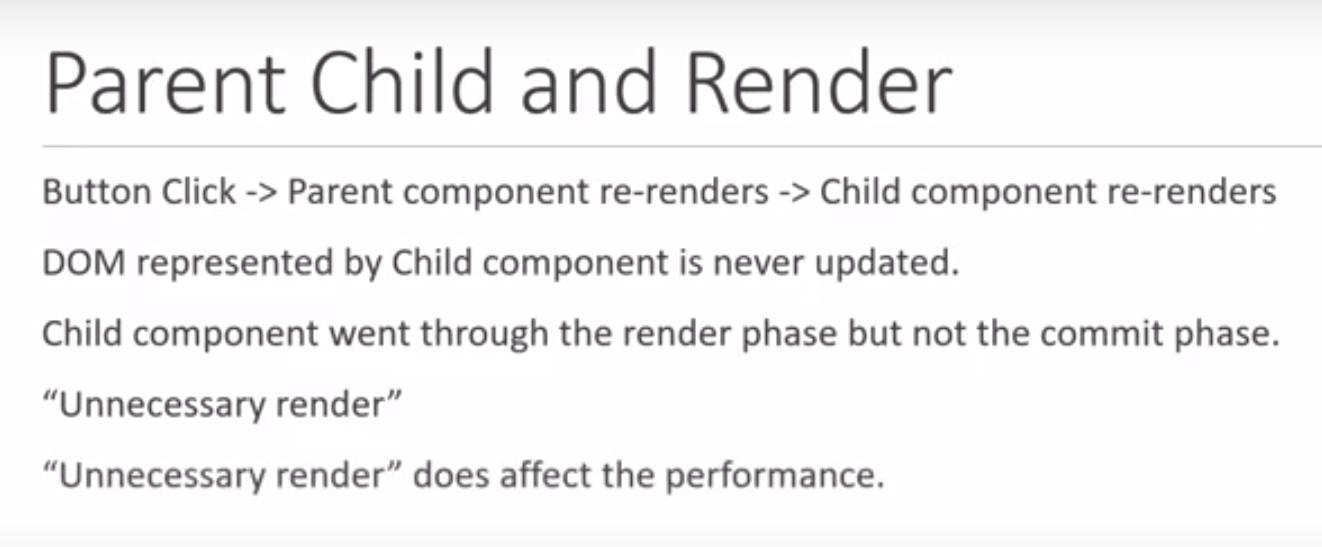 Parent Child and Render
Button Click -> Parent component re-renders -> Child component re-renders
DOM represented by Child component is never updated.
Child component went through the render phase but not the commit phase.
“Unnecessary render”
“Unnecessary render” does affect the performance.